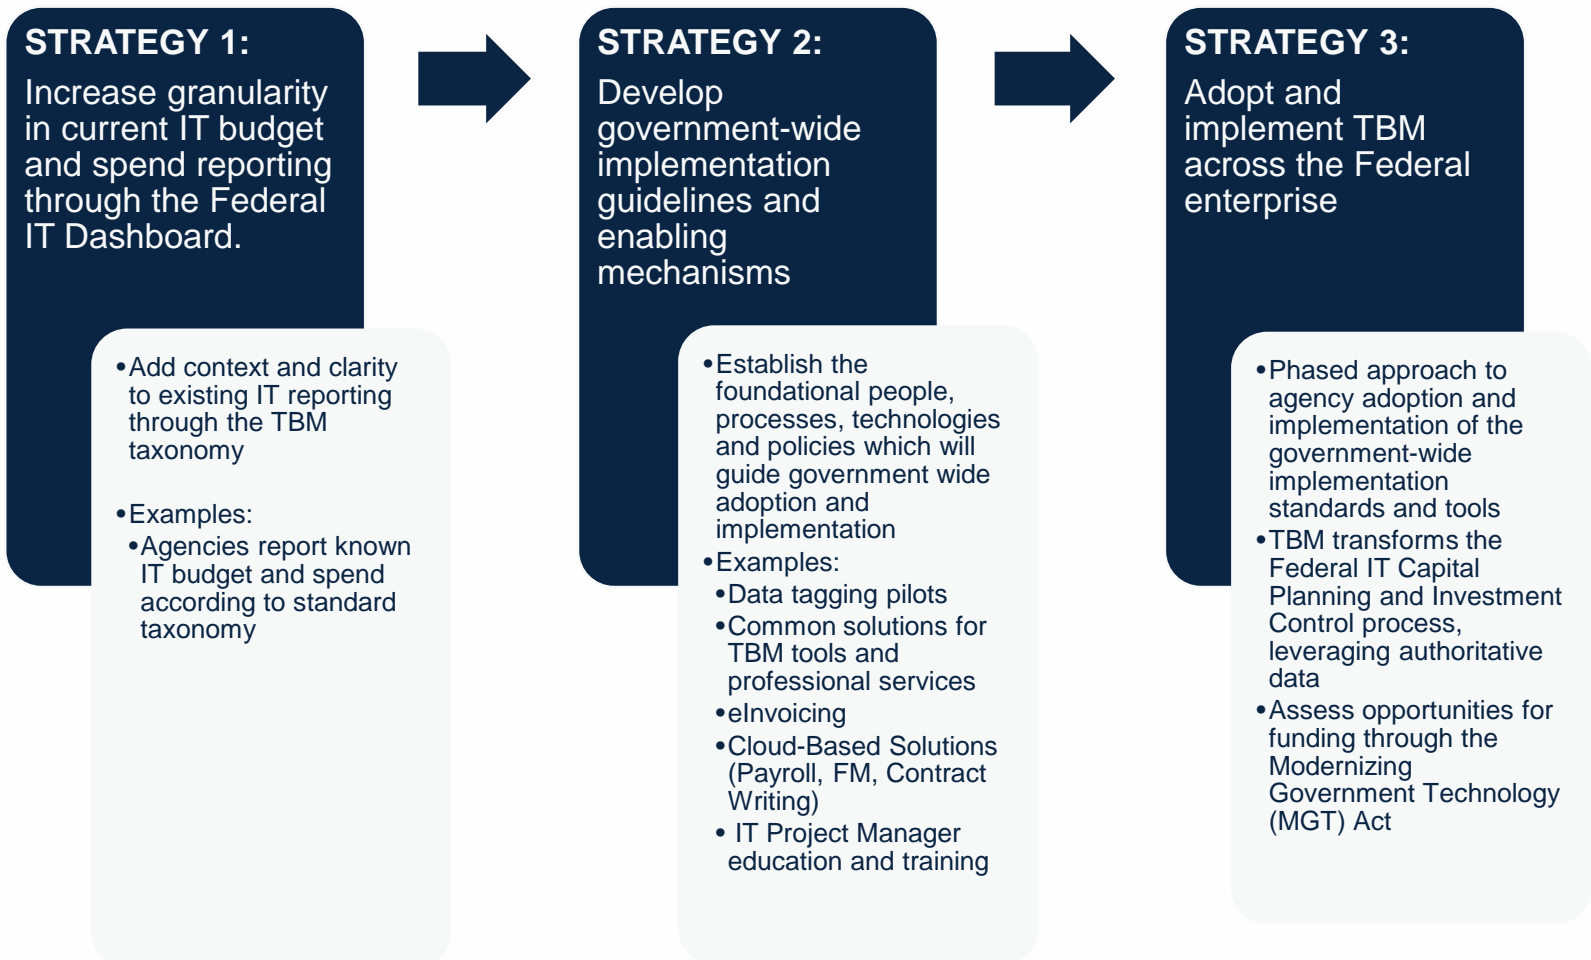 STRATEGY 1:
Increase granularity
in current IT budget
and spend reporting
through the Federal
IT Dashboard.
•Add context and clarity
to existing IT reporting
through the TBM
taxonomy
•Examples:
•Agencies report known
IT budget and spend
according to standard
taxonomy
STRATEGY 2:
Develop
government-wide
implementation
guidelines and
enabling
mechanisms
•Establish the
foundational people,
processes, technologies
and policies which will
guide government wide
adoption and
implementation
•Examples:
•Data tagging pilots
•Common solutions for
TBM tools and
professional services
•eInvoicing
•Cloud-Based Solutions
(Payroll, FM, Contract
Writing)
• IT Project Manager
education and training
STRATEGY 3:
Adopt and
implement TBM
across the Federal
enterprise
•Phased approach to
agency adoption and
implementation of the
government-wide
implementation
standards and tools
•TBM transforms the
Federal IT Capital
Planning and Investment
Control process,
leveraging authoritative
data
•Assess opportunities for
funding through the
Modernizing
Government Technology
(MGT) Act